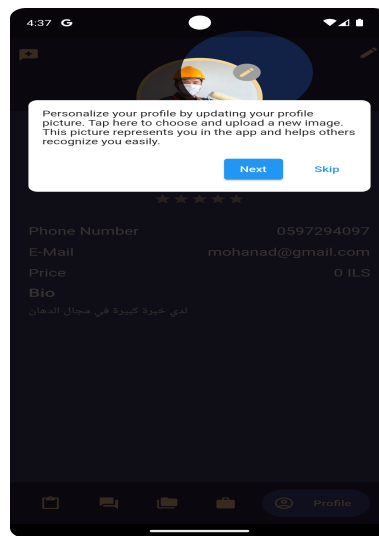 4:37 G
Personalize your profile by updating your profile
picture. Tap here to choose and upload a new image.
This picture represents you in the app and helps others
recognize you easily.
Next Skip
Phone Number 0597294097
E-Mail mohanad@gmail.com
Price 0 ILS
Bio
لدي خبرة كبيرة في مجال الدهان
Profile